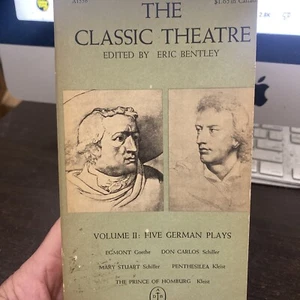 THE
CLASSIC THEATRE
EDITED BY ERIC BENTLEY
VOLUME II: FIVE GERMAN PLAYS
EGMONT Goethe DON CARLOS Schiller
MARY STUART Schiller PENTHESILEA Kleist
THE PRINCE OF HOMBURG Kleist